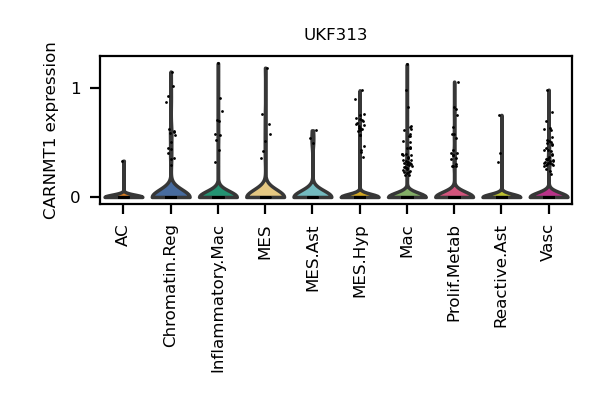 UKF313
CARNMT1 expression
1
0
AC
Chromatin.Reg
Inflammatory.Mac
MES
MES.Ast
MES.Hyp
Mac
Prolif.Metab
Reactive.Ast
Vasc